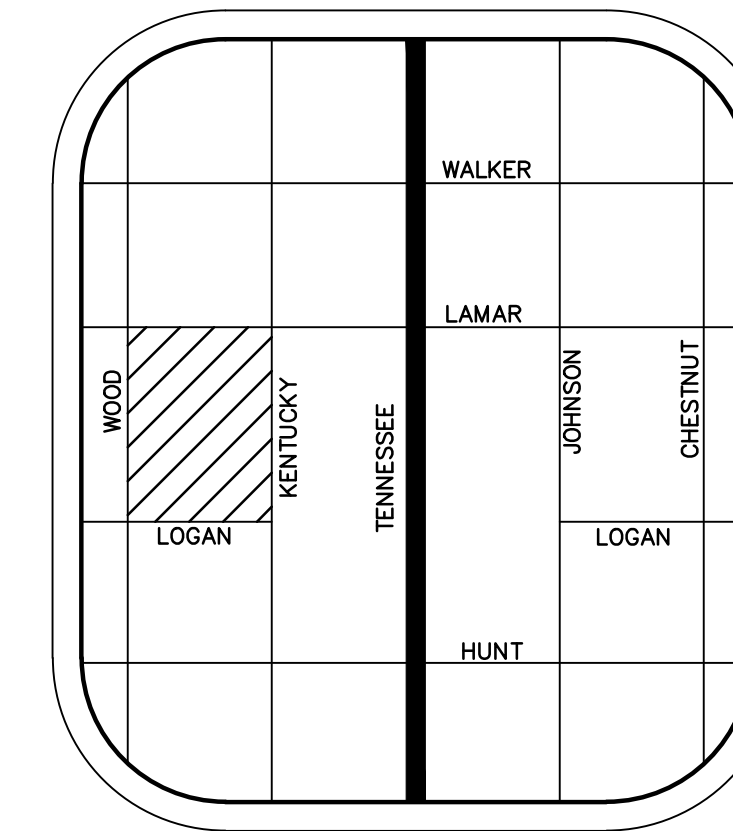 WALKER
LAMAR
WOOD
KENTUCKY
TENNESSEE
JOHNSON
CHESTNUT
LOGAN
LOGAN
HUNT